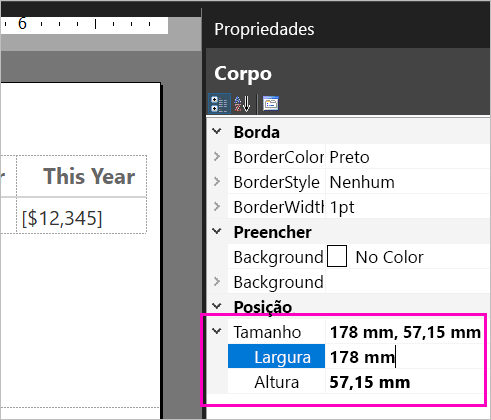 6
Propriedades
Corpo
r This Year
[$12,345]
Borda
BorderColor Preto
BorderStyle Nenhum
BorderWidth 1pt
Preencher
Background No Color
Background
Posição
Tamanho 178 mm, 57,15 mm
Largura 178 mm
Altura 57,15 mm